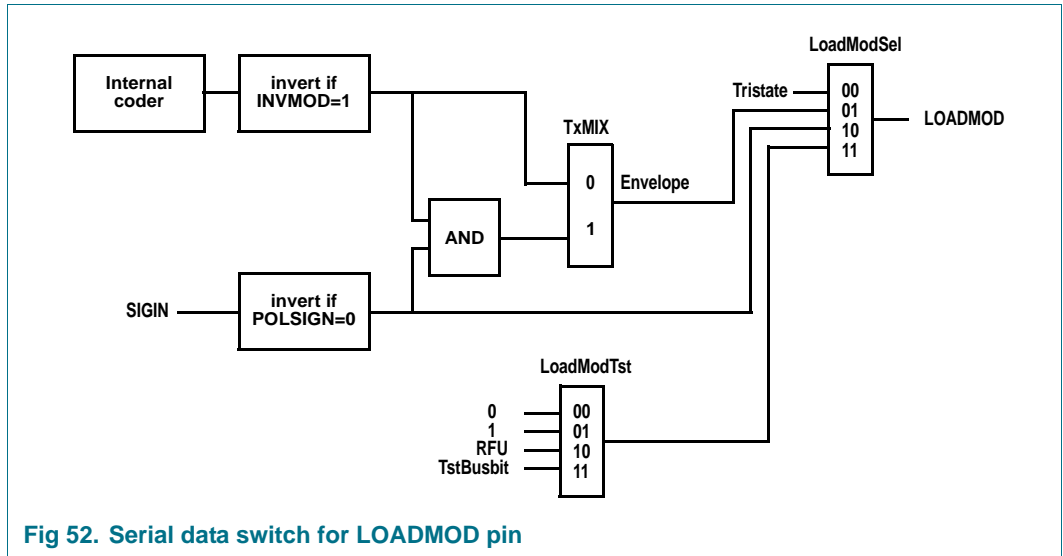 LoadModSel
Internal
coder
invert if
INVMOD=1
Tristate
00
01
10
11
LOADMOD
TxMIX
0
1
Envelope
AND
SIGIN
invert if
POLSIGN=0
LoadModTst
0
1
RFU
TstBusbit
00
01
10
11
Fig 52. Serial data switch for LOADMOD pin